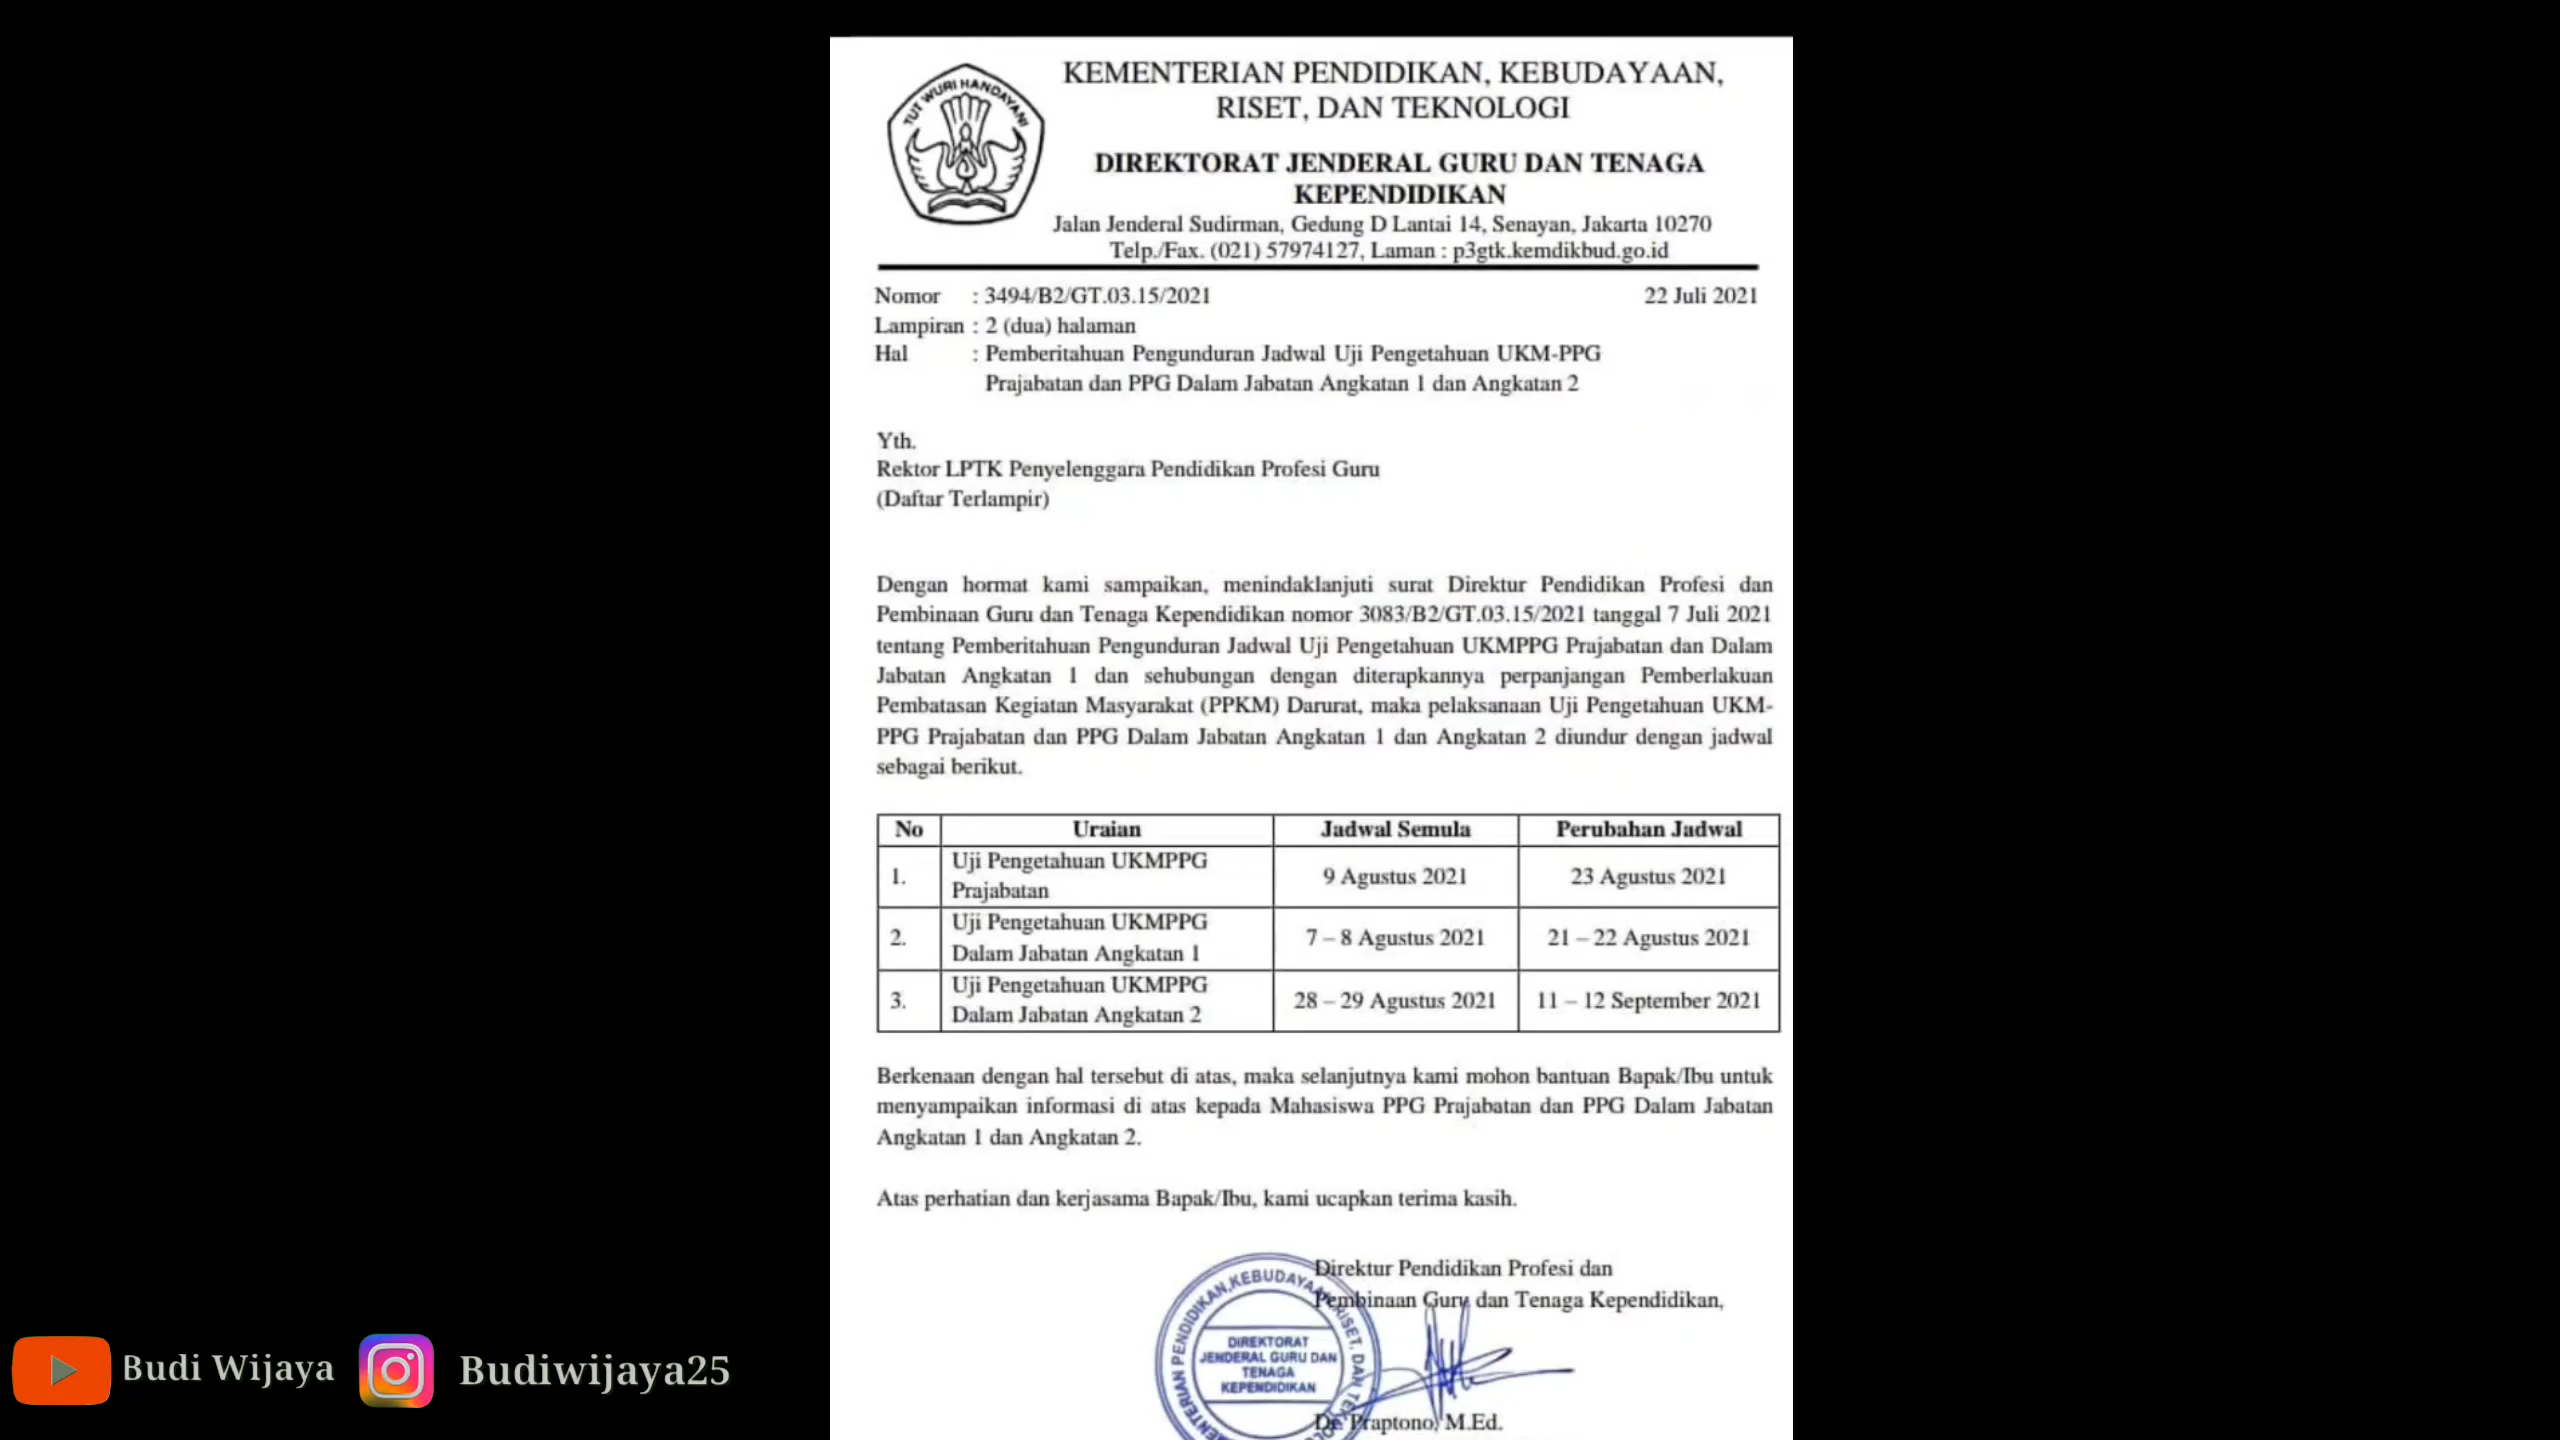 TUT WURI HANDAYANI
KEMENTERIAN PENDIDIKAN, KEBUDAYAAN,
RISET, DAN TEKNOLOGI
DIREKTORAT JENDERAL GURU DAN TENAGA
KEPENDIDIKAN
Jalan Jenderal Sudirman, Gedung D Lantai 14, Senayan, Jakarta 10270
Telp./Fax. (021) 57974127, Laman : p3gtk.kemdikbud.go.id
Nomor : 3494/B2/GT.03.15/2021 22 Juli 2021
Lampiran : 2 (dua) halaman
Hal : Pemberitahuan Pengunduran Jadwal Uji Pengetahuan UKM-PPG
Prajabatan dan PPG Dalam Jabatan Angkatan 1 dan Angkatan 2
Yth.
Rektor LPTK Penyelenggara Pendidikan Profesi Guru
(Daftar Terlampir)
Dengan hormat kami sampaikan, menindaklanjuti surat Direktur Pendidikan Profesi dan
Pembinaan Guru dan Tenaga Kependidikan nomor 3083/B2/GT.03.15/2021 tanggal 7 Juli 2021
tentang Pemberitahuan Pengunduran Jadwal Uji Pengetahuan UKMPPG Prajabatan dan Dalam
Jabatan Angkatan 1 dan sehubungan dengan diterapkannya perpanjangan Pemberlakuan
Pembatasan Kegiatan Masyarakat (PPKM) Darurat, maka pelaksanaan Uji Pengetahuan UKM-
PPG Prajabatan dan PPG Dalam Jabatan Angkatan 1 dan Angkatan 2 diundur dengan jadwal
sebagai berikut.
No Uraian Jadwal Semula Perubahan Jadwal
1. Uji Pengetahuan UKMPPG
Prajabatan 9 Agustus 2021 23 Agustus 2021
2. Uji Pengetahuan UKMPPG
Dalam Jabatan Angkatan 1 7 – 8 Agustus 2021 21 – 22 Agustus 2021
3. Uji Pengetahuan UKMPPG
Dalam Jabatan Angkatan 2 28 – 29 Agustus 2021 11 – 12 September 2021
Berkenaan dengan hal tersebut di atas, maka selanjutnya kami mohon bantuan Bapak/Ibu untuk
menyampaikan informasi di atas kepada Mahasiswa PPG Prajabatan dan PPG Dalam Jabatan
Angkatan 1 dan Angkatan 2.
Atas perhatian dan kerjasama Bapak/Ibu, kami ucapkan terima kasih.
Direktur Pendidikan Profesi dan
Pembinaan Guru dan Tenaga Kependidikan,
PENDIDIKAN, KEBUDAYAAN, RISET, DAN
DIREKTORAT
JENDERAL GURU DAN
TENAGA
KEPENDIDIKAN
Dr. Praptono, M.Ed.
Budi Wijaya
Budiwijaya25